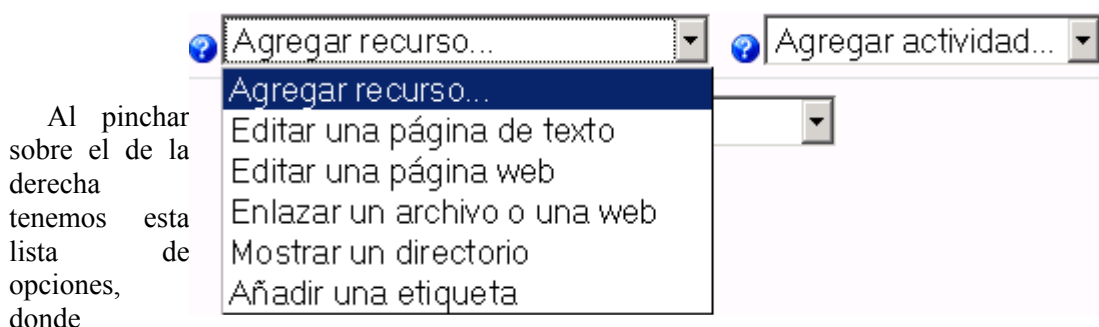 Agregar recurso... Agregar actividad...
Agregar recurso...
Editar una página de texto
Editar una página web
Enlazar un archivo o una web
Mostrar un directorio
Añadir una etiqueta
Al pinchar
sobre el de la
derecha
tenemos esta
lista de
opciones,
donde